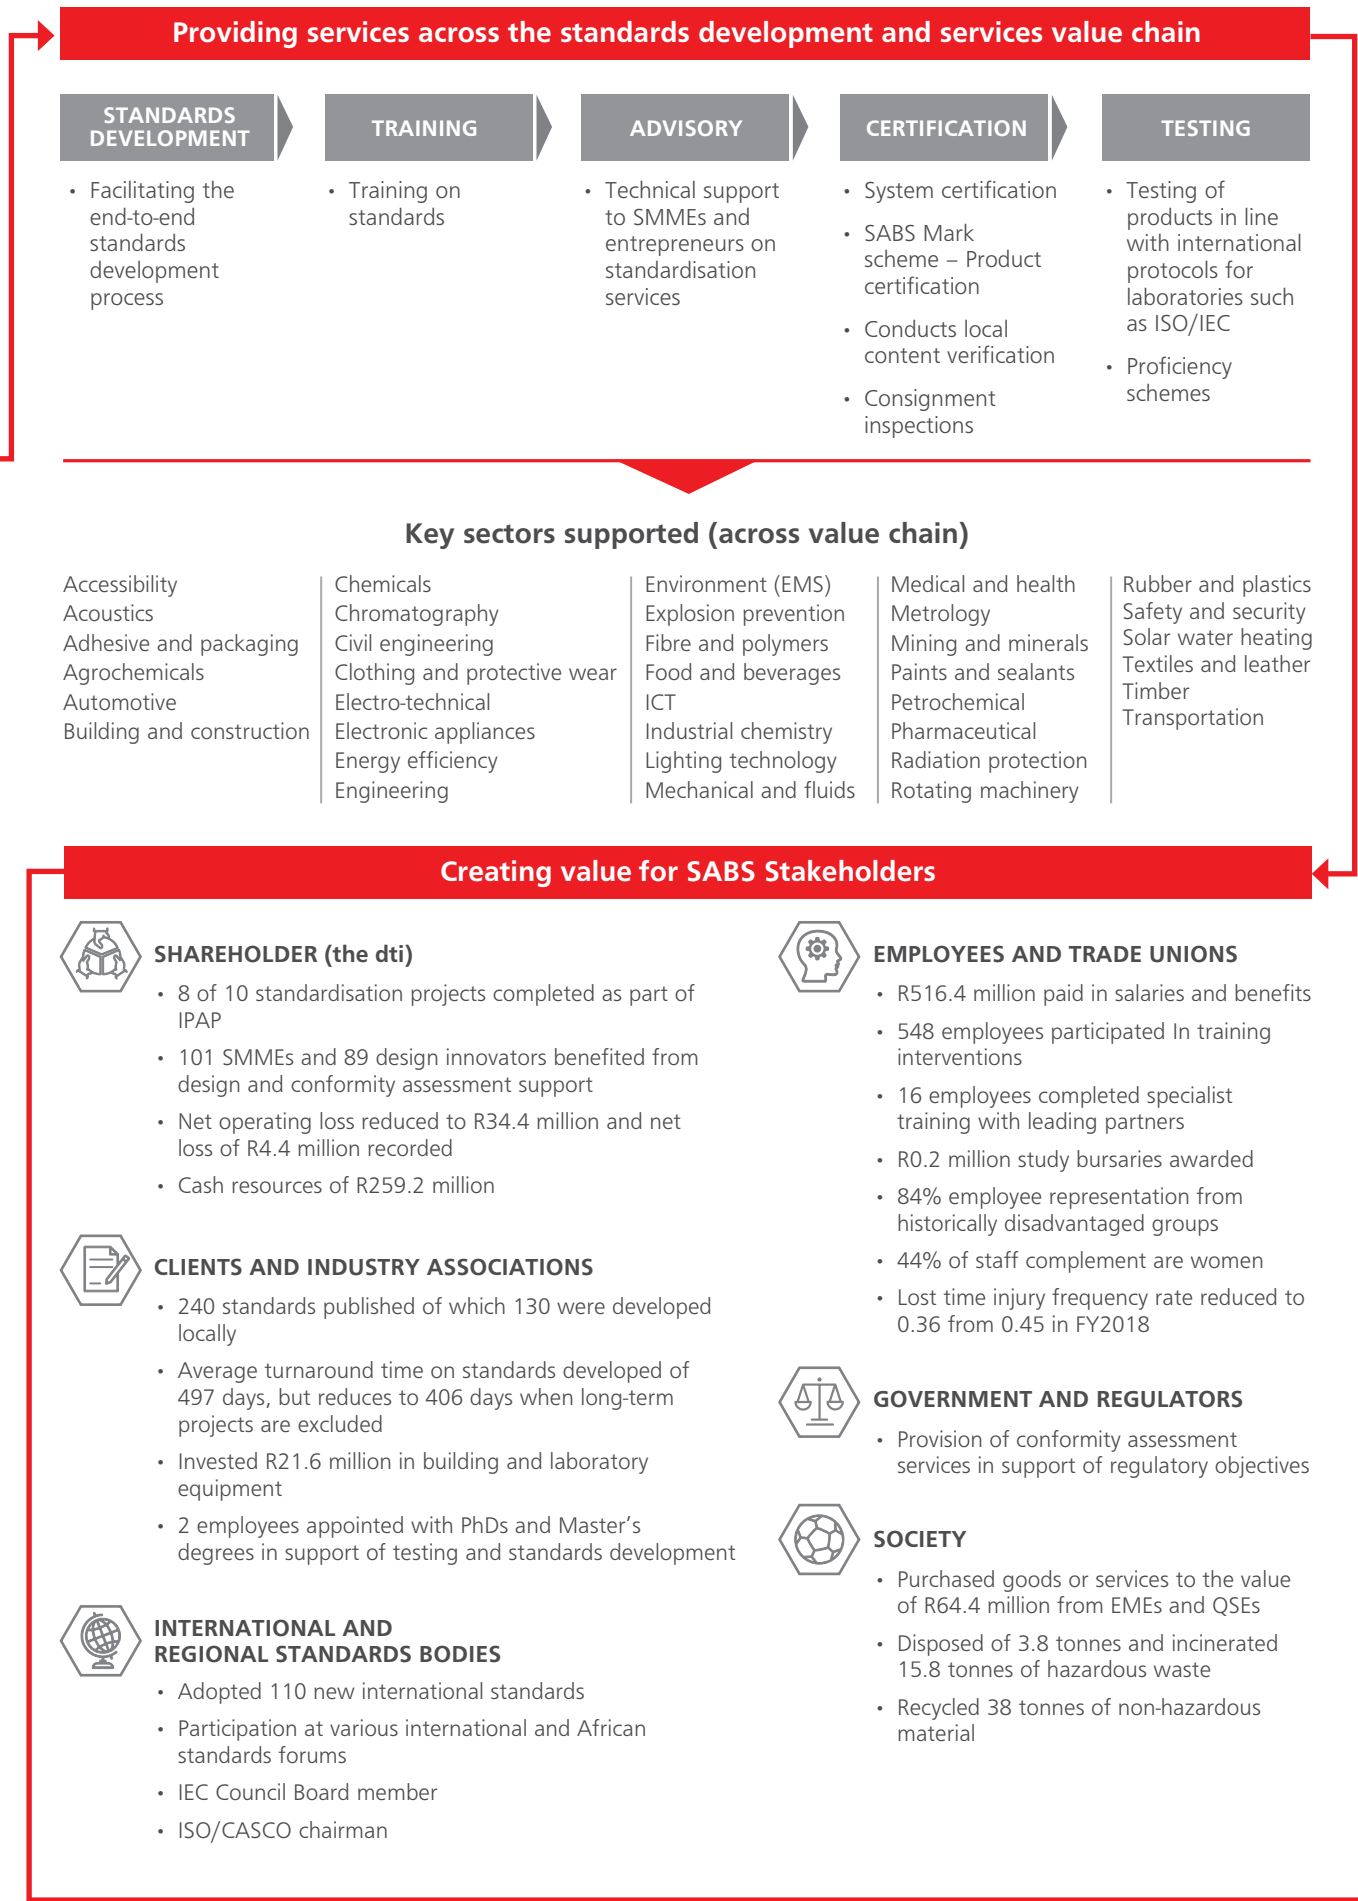 Providing services across the standards development and services value chain
STANDARDS
DEVELOPMENT
• Facilitating the
end-to-end
standards
development
process
TRAINING
• Training on
standards
ADVISORY
• Technical support
to SMMEs and
entrepreneurs on
standardisation
services
CERTIFICATION
• System certification
• SABS Mark
scheme – Product
certification
• Conducts local
content verification
• Consignment
inspections
TESTING
• Testing of
products in line
with international
protocols for
laboratories such
as ISO/IEC
• Proficiency
schemes
Key sectors supported (across value chain)
Accessibility
Acoustics
Adhesive and packaging
Agrochemicals
Automotive
Building and construction
Chemicals
Chromatography
Civil engineering
Clothing and protective wear
Electro-technical
Electronic appliances
Energy efficiency
Engineering
Environment (EMS)
Explosion prevention
Fibre and polymers
Food and beverages
ICT
Industrial chemistry
Lighting technology
Mechanical and fluids
Medical and health
Metrology
Mining and minerals
Paints and sealants
Petrochemical
Pharmaceutical
Radiation protection
Rotating machinery
Rubber and plastics
Safety and security
Solar water heating
Textiles and leather
Timber
Transportation
Creating value for SABS Stakeholders
SHAREHOLDER (the dti)
• 8 of 10 standardisation projects completed as part of
IPAP
• 101 SMMEs and 89 design innovators benefited from
design and conformity assessment support
• Net operating loss reduced to R34.4 million and net
loss of R4.4 million recorded
• Cash resources of R259.2 million
CLIENTS AND INDUSTRY ASSOCIATIONS
• 240 standards published of which 130 were developed
locally
• Average turnaround time on standards developed of
497 days, but reduces to 406 days when long-term
projects are excluded
• Invested R21.6 million in building and laboratory
equipment
• 2 employees appointed with PhDs and Master’s
degrees in support of testing and standards development
INTERNATIONAL AND
REGIONAL STANDARDS BODIES
• Adopted 110 new international standards
• Participation at various international and African
standards forums
• IEC Council Board member
• ISO/CASCO chairman
EMPLOYEES AND TRADE UNIONS
• R516.4 million paid in salaries and benefits
• 548 employees participated In training
interventions
• 16 employees completed specialist
training with leading partners
• R0.2 million study bursaries awarded
• 84% employee representation from
historically disadvantaged groups
• 44% of staff complement are women
• Lost time injury frequency rate reduced to
0.36 from 0.45 in FY2018
GOVERNMENT AND REGULATORS
• Provision of conformity assessment
services in support of regulatory objectives
SOCIETY
• Purchased goods or services to the value
of R64.4 million from EMEs and QSEs
• Disposed of 3.8 tonnes and incinerated
15.8 tonnes of hazardous waste
• Recycled 38 tonnes of non-hazardous
material